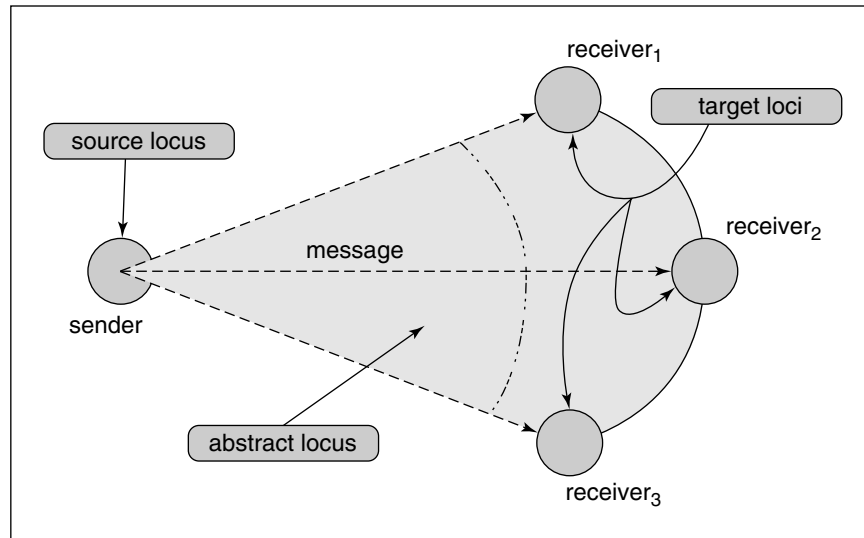 receiver₁
target loci
source locus
receiver₂
message
sender
abstract locus
receiver₃